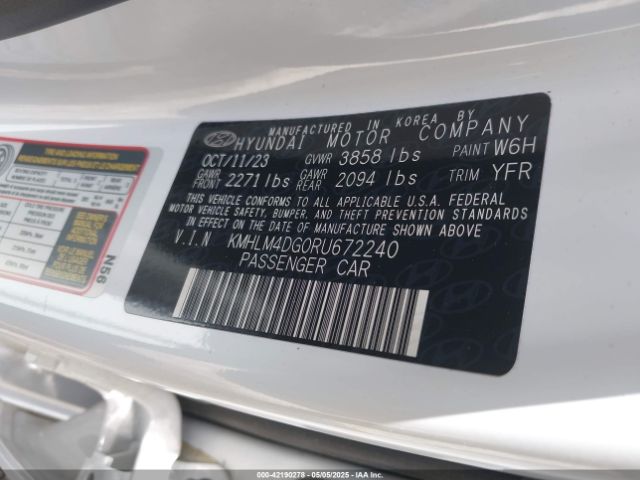 MANUFACTURED IN KOREA BY
HYUNDAI MOTOR COMPANY
OCT/11/23 GVWR 3858 lbs PAINT W6H
GAWR FRONT 2271 lbs GAWR REAR 2094 lbs TRIM YFR
THIS VEHICLE CONFORMS TO ALL APPLICABLE U.S.A. FEDERAL
MOTOR VEHICLE SAFETY, BUMPER, AND THEFT PREVENTION STANDARDS
IN EFFECT ON THE DATE OF MANUFACTURE SHOWN ABOVE
V.I.N KMHLM4DG0RU672240
PASSENGER CAR
N56
000-42190278 - 05/05/2025 - IAA Inc.